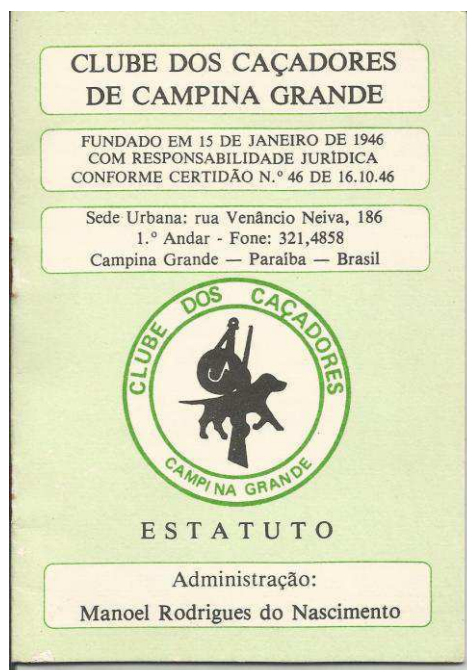 CLUBE DOS CAÇADORES
DE CAMPINA GRANDE
FUNDADO EM 15 DE JANEIRO DE 1946
COM RESPONSABILIDADE JURÍDICA
CONFORME CERTIDÃO N.º 46 DE 16.10.46
Sede Urbana: rua Venâncio Neiva, 186
1.º Andar - Fone: 321,4858
Campina Grande — Paraíba — Brasil
CLUBE DOS CAÇADORES
CAMPINA GRANDE
ESTATUTO
Administração:
Manoel Rodrigues do Nascimento